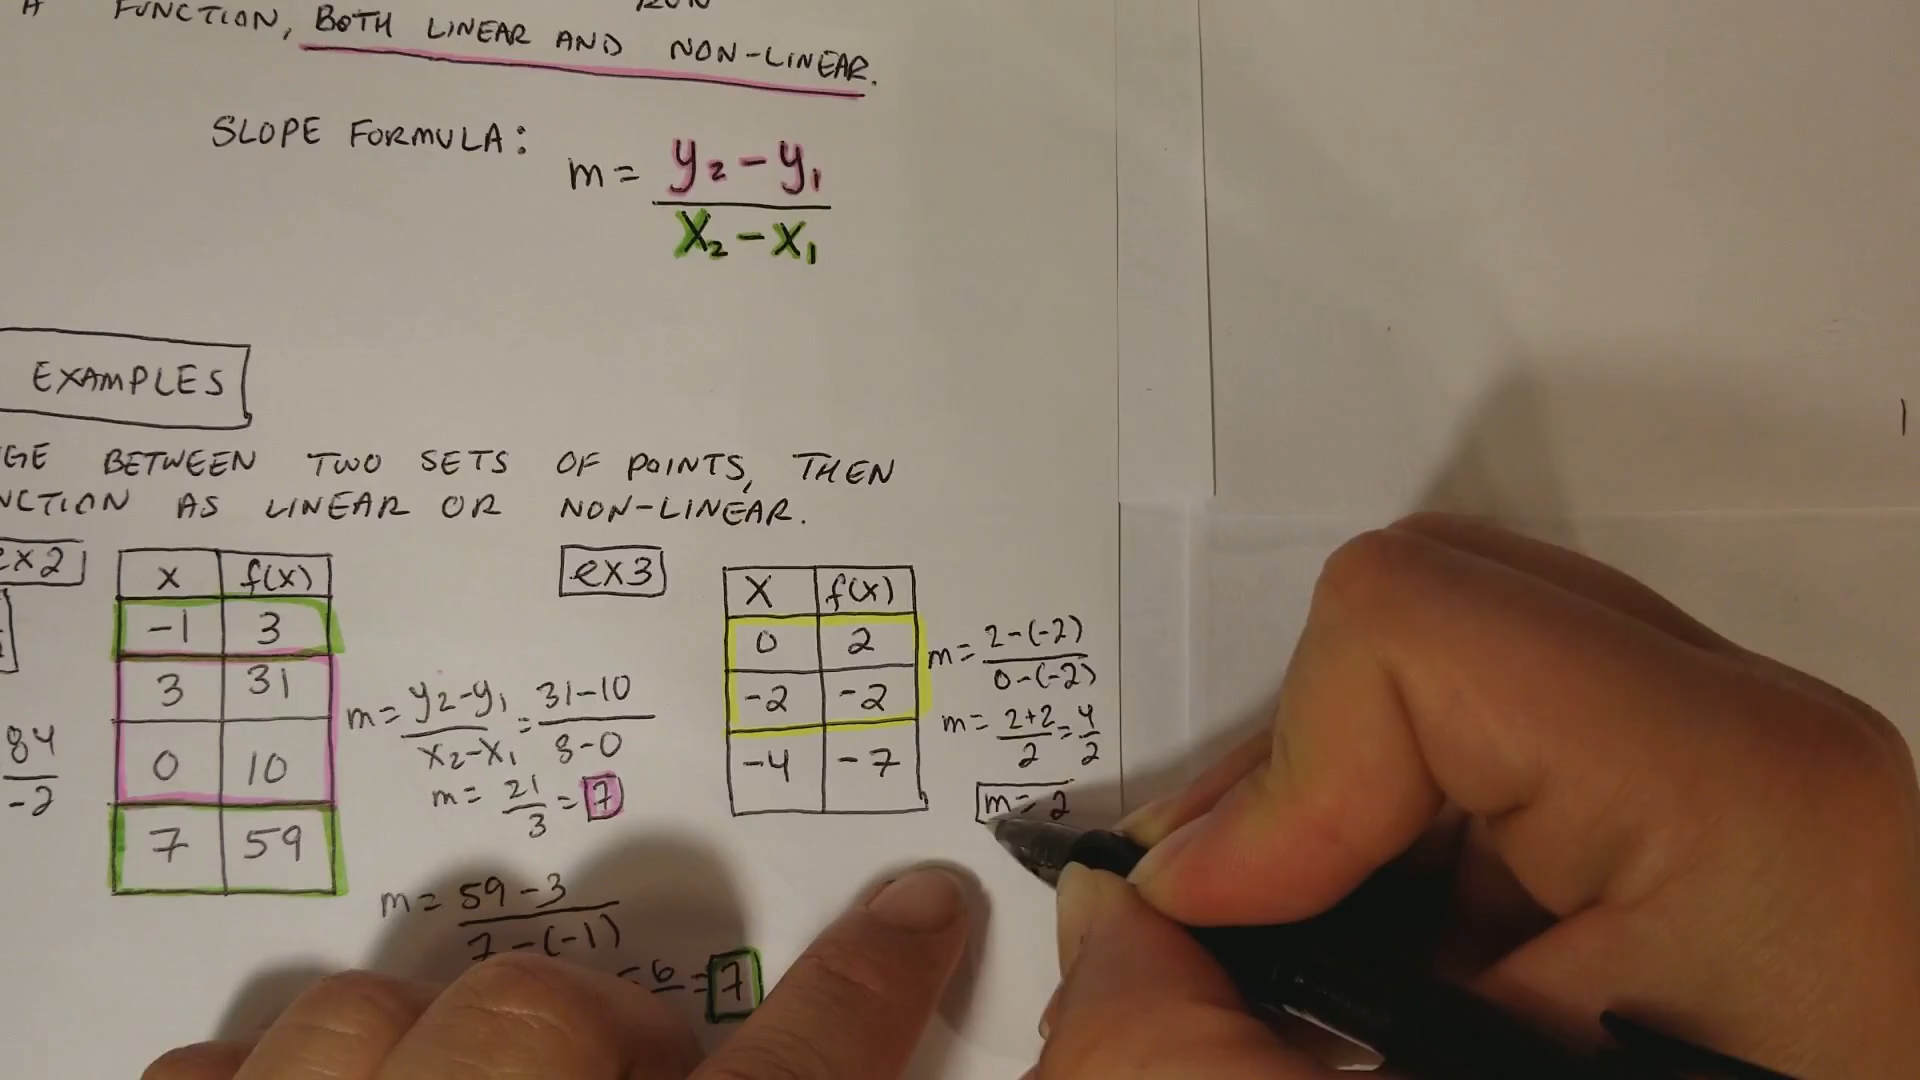 A FUNCTION, BOTH LINEAR AND NON-LINEAR.
SLOPE FORMULA:
m = y₂-y₁ / x₂-x₁
EXAMPLES
GE BETWEEN TWO SETS OF POINTS, THEN
NCTION AS LINEAR OR NON-LINEAR.
ex2
x f(x)
-1 3
3 31
0 10
7 59
84 / -2
m = y₂-y₁ / x₂-x₁ = 31-10 / 3-0
m = 21/3 = 7
m = 59-3 / 7-(-1)
= 7
ex3
x f(x)
0 2
-2 -2
-4 -7
m = 2-(-2) / 0-(-2)
m = 2+2 / 2 = 4/2
m = 2